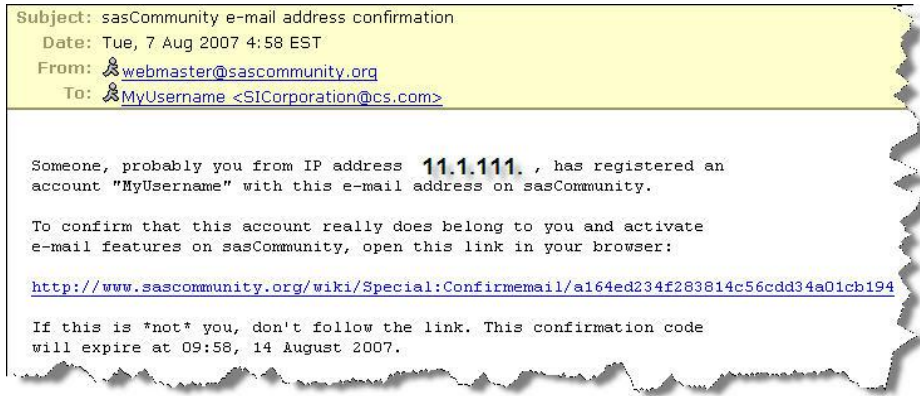 Subject: sasCommunity e-mail address confirmation
Date: Tue, 7 Aug 2007 4:58 EST
From: webmaster@sascommunity.org
To: MyUsername <SICorporation@cs.com>
Someone, probably you from IP address 11.1.111. , has registered an
account "MyUsername" with this e-mail address on sasCommunity.
To confirm that this account really does belong to you and activate
e-mail features on sasCommunity, open this link in your browser:
http://www.sascommunity.org/wiki/Special:Confirmemail/a164ed234f283814c56cdd34a01cb194
If this is *not* you, don't follow the link. This confirmation code
will expire at 09:58, 14 August 2007.